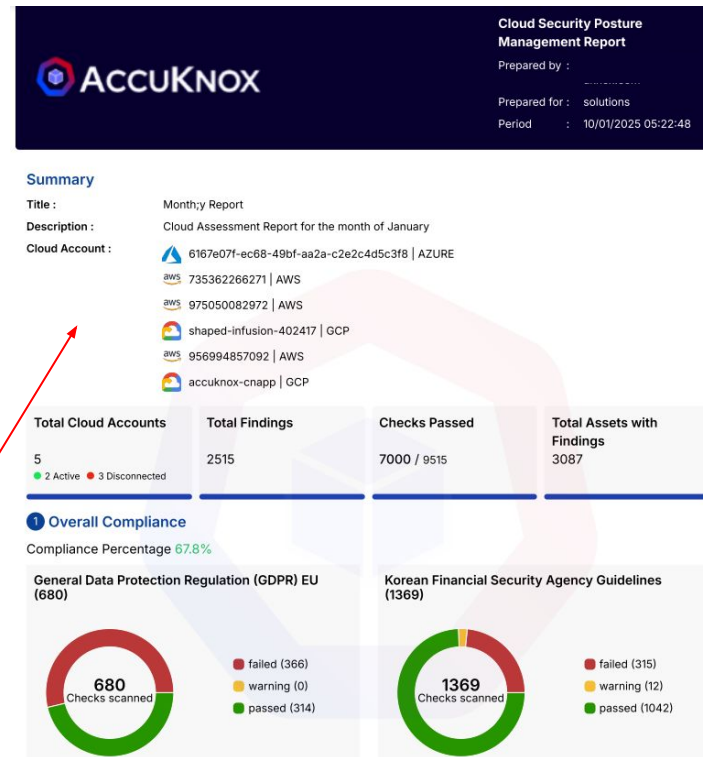 Cloud Security Posture
Management Report
ACCUKNOX
Prepared by :
Prepared for : solutions
Period : 10/01/2025 05:22:48
Summary
Title : Month;y Report
Description : Cloud Assessment Report for the month of January
Cloud Account :
6167e07f-ec68-49bf-aa2a-c2e2c4d5c3f8 | AZURE
aws 735362266271 | AWS
aws 975050082972 | AWS
shaped-infusion-402417 | GCP
aws 956994857092 | AWS
accuknox-cnapp | GCP
Total Cloud Accounts
5
2 Active 3 Disconnected
Total Findings
2515
Checks Passed
7000 / 9515
Total Assets with
Findings
3087
1 Overall Compliance
Compliance Percentage 67.8%
General Data Protection Regulation (GDPR) EU
(680)
680
Checks scanned
failed (366)
warning (0)
passed (314)
Korean Financial Security Agency Guidelines
(1369)
1369
Checks scanned
failed (315)
warning (12)
passed (1042)